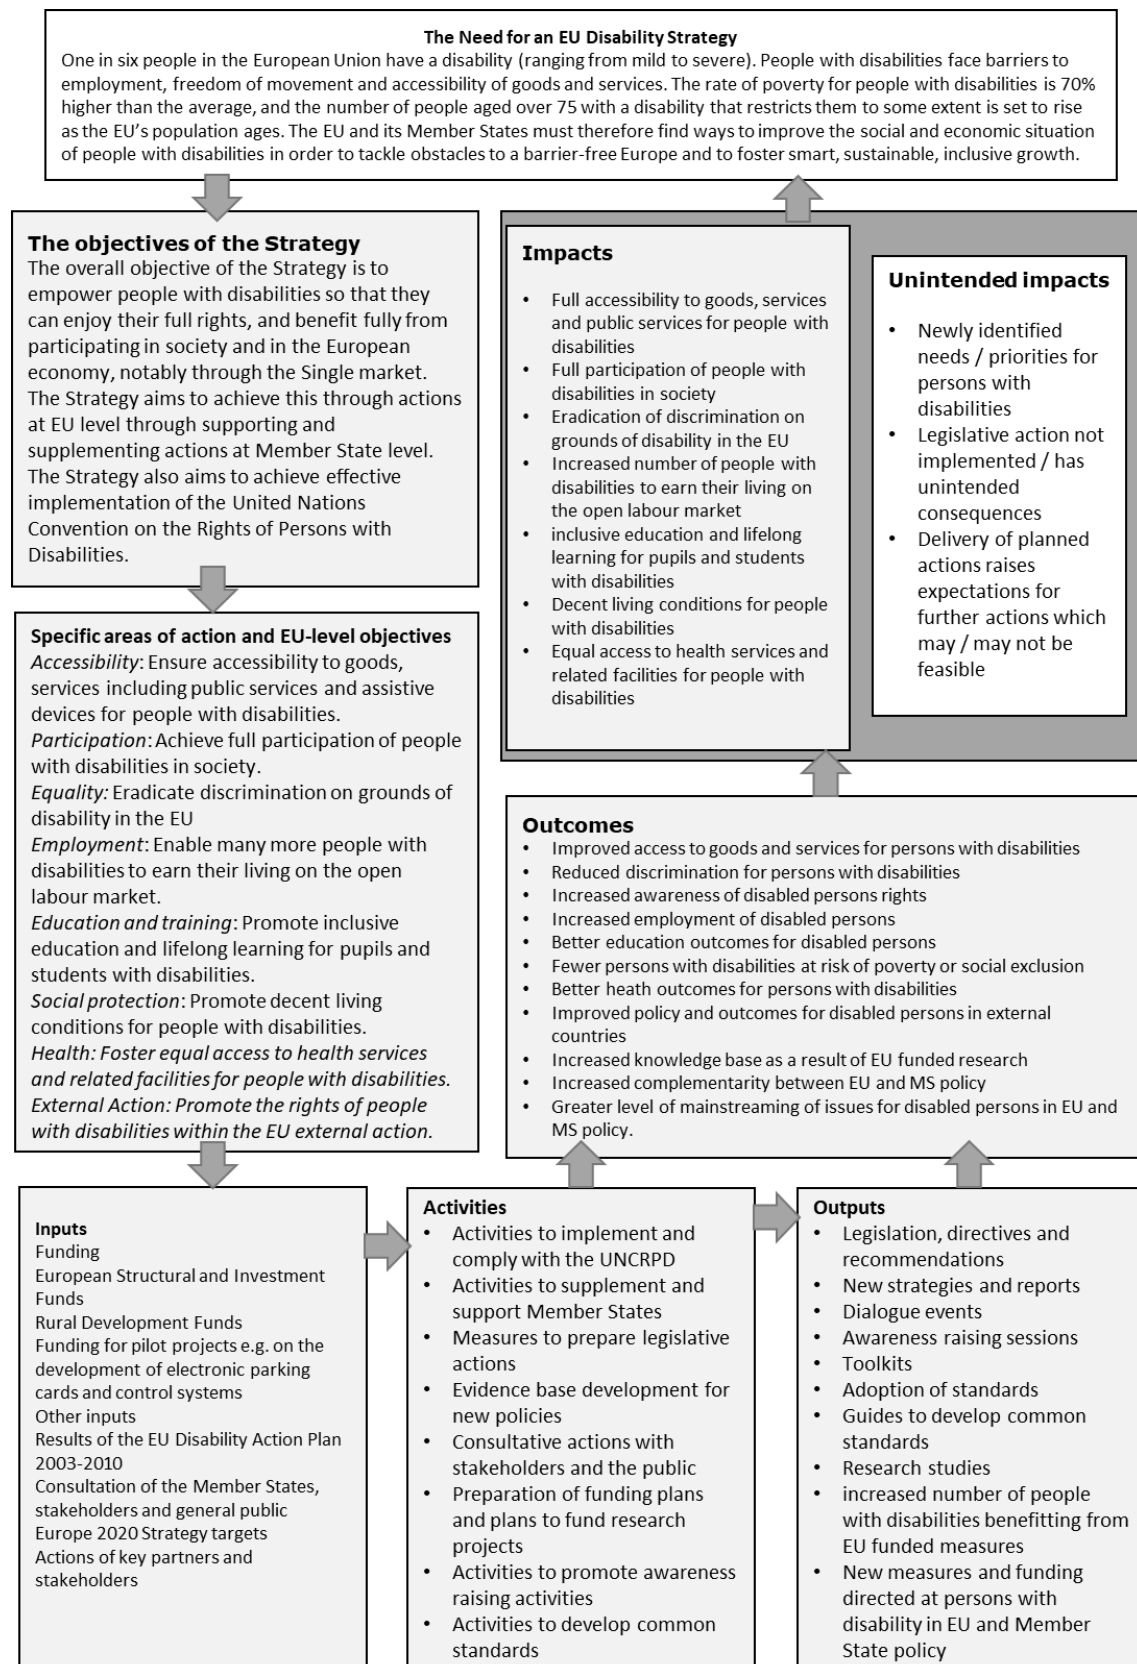 The Need for an EU Disability Strategy
One in six people in the European Union have a disability (ranging from mild to severe). People with disabilities face barriers to
employment, freedom of movement and accessibility of goods and services. The rate of poverty for people with disabilities is 70%
higher than the average, and the number of people aged over 75 with a disability that restricts them to some extent is set to rise
as the EU's population ages. The EU and its Member States must therefore find ways to improve the social and economic situation
of people with disabilities in order to tackle obstacles to a barrier-free Europe and to foster smart, sustainable, inclusive growth.
The objectives of the Strategy
The overall objective of the Strategy is to
empower people with disabilities so that they
can enjoy their full rights, and benefit fully from
participating in society and in the European
economy, notably through the Single market.
The Strategy aims to achieve this through actions
at EU level through supporting and
supplementing actions at Member State level.
The Strategy also aims to achieve effective
implementation of the United Nations
Convention on the Rights of Persons with
Disabilities.
Specific areas of action and EU-level objectives
Accessibility: Ensure accessibility to goods,
services including public services and assistive
devices for people with disabilities.
Participation: Achieve full participation of people
with disabilities in society.
Equality: Eradicate discrimination on grounds of
disability in the EU
Employment: Enable many more people with
disabilities to earn their living on the open
labour market.
Education and training: Promote inclusive
education and lifelong learning for pupils and
students with disabilities.
Social protection: Promote decent living
conditions for people with disabilities.
Health: Foster equal access to health services
and related facilities for people with disabilities.
External Action: Promote the rights of people
with disabilities within the EU external action.
Inputs
Funding
European Structural and Investment
Funds
Rural Development Funds
Funding for pilot projects e.g. on the
development of electronic parking
cards and control systems
Other inputs
Results of the EU Disability Action Plan
2003-2010
Consultation of the Member States,
stakeholders and general public
Europe 2020 Strategy targets
Actions of key partners and
stakeholders
Activities
• Activities to implement and
comply with the UNCRPD
• Activities to supplement and
support Member States
• Measures to prepare legislative
actions
• Evidence base development for
new policies
• Consultative actions with
stakeholders and the public
• Preparation of funding plans
and plans to fund research
projects
• Activities to promote awareness
raising activities
• Activities to develop common
standards
Outputs
• Legislation, directives and
recommendations
• New strategies and reports
• Dialogue events
• Awareness raising sessions
• Toolkits
• Adoption of standards
• Guides to develop common
standards
• Research studies
• increased number of people
with disabilities benefitting from
EU funded measures
• New measures and funding
directed at persons with
disability in EU and Member
State policy
Outcomes
• Improved access to goods and services for persons with disabilities
• Reduced discrimination for persons with disabilities
• Increased awareness of disabled persons rights
• Increased employment of disabled persons
• Better education outcomes for disabled persons
• Fewer persons with disabilities at risk of poverty or social exclusion
• Better heath outcomes for persons with disabilities
• Improved policy and outcomes for disabled persons in external
countries
• Increased knowledge base as a result of EU funded research
• Increased complementarity between EU and MS policy
• Greater level of mainstreaming of issues for disabled persons in EU and
MS policy.
Impacts
• Full accessibility to goods, services
and public services for people with
disabilities
• Full participation of people with
disabilities in society
• Eradication of discrimination on
grounds of disability in the EU
• Increased number of people with
disabilities to earn their living on
the open labour market
• inclusive education and lifelong
learning for pupils and students
with disabilities
• Decent living conditions for people
with disabilities
• Equal access to health services and
related facilities for people with
disabilities
Unintended impacts
• Newly identified
needs / priorities for
persons with
disabilities
• Legislative action not
implemented / has
unintended
consequences
• Delivery of planned
actions raises
expectations for
further actions which
may / may not be
feasible